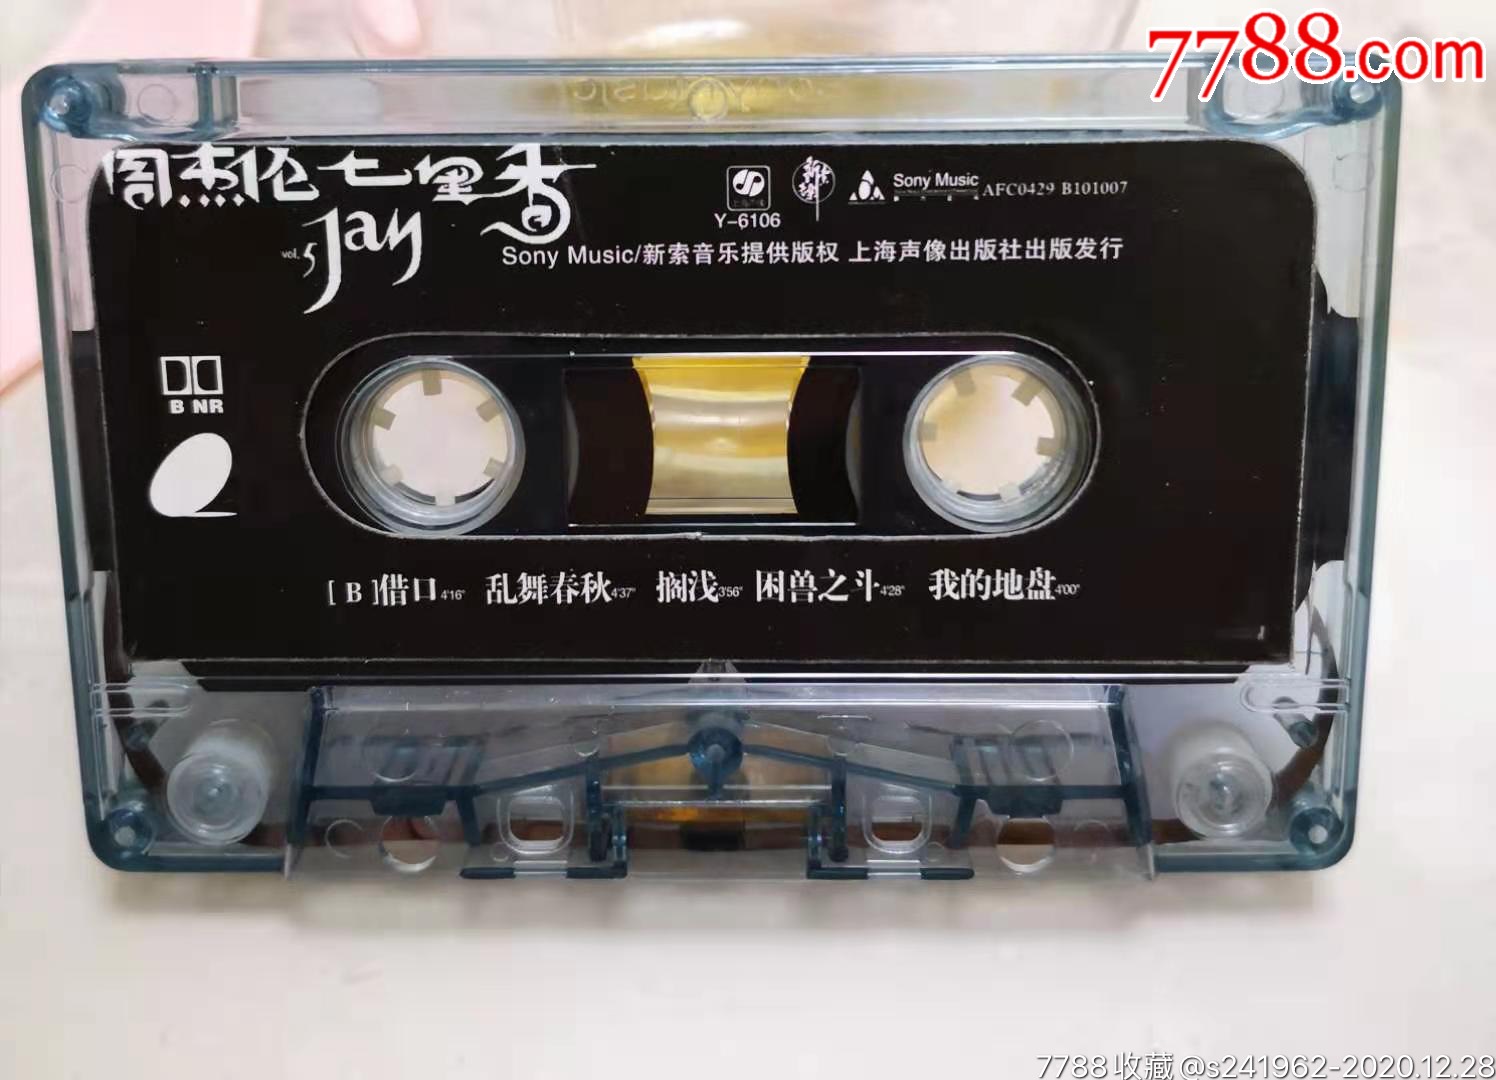 7788.com
周杰伦七里香
vol.5 Jay
Y-6106
Sony Music
AFC0429 B101007
Sony Music/新索音乐提供版权 上海声像出版社出版发行
B NR
[ B ]借口4'16" 乱舞春秋4'37" 搁浅3'56" 困兽之斗4'28" 我的地盘4'00"
7788收藏@s241962-2020.12.28